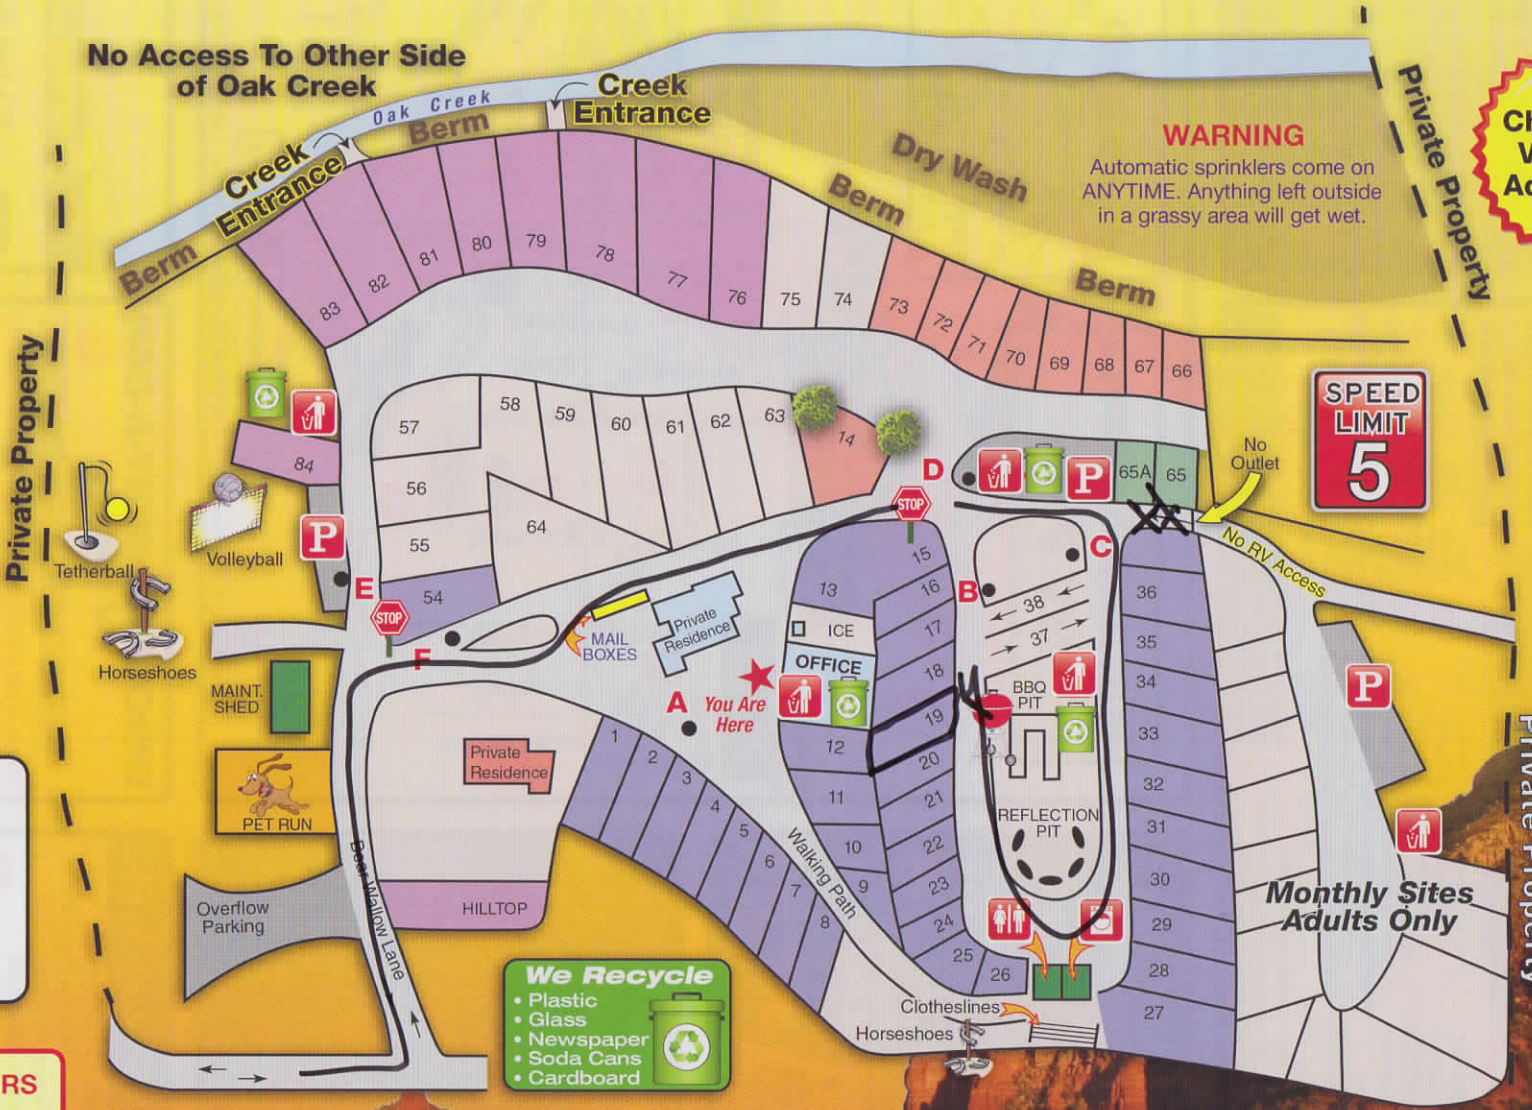 No Access To Other Side
of Oak Creek
Creek
Entrance
Oak Creek
Berm
Creek
Entrance
Berm
Dry Wash
Berm
Berm
WARNING
Automatic sprinklers come on
ANYTIME. Anything left outside
in a grassy area will get wet.
Private Property
Private Property
83
82
81
80
79
78
77
76
75
74
73
72
71
70
69
68
67
66
SPEED
LIMIT
5
No
Outlet
No RV Access
57
58
59
60
61
62
63
14
84
56
55
64
54
D
P
65A
65
STOP
XX
P
Volleyball
Tetherball
Horseshoes
E
STOP
F
MAIL
BOXES
Private
Residence
13
ICE
OFFICE
15
16
17
18
19
20
21
22
23
24
25
26
B
C
38
37
BBQ
PIT
REFLECTION
PIT
36
35
34
33
32
31
30
29
28
27
P
MAINT.
SHED
PET RUN
A
You Are
Here
12
11
10
9
1
2
3
4
5
6
7
8
Walking Path
Private
Residence
HILLTOP
Overflow
Parking
Bear Wallow Lane
Monthly Sites
Adults Only
Private Property
We Recycle
• Plastic
• Glass
• Newspaper
• Soda Cans
• Cardboard
Clotheslines
Horseshoes
RS